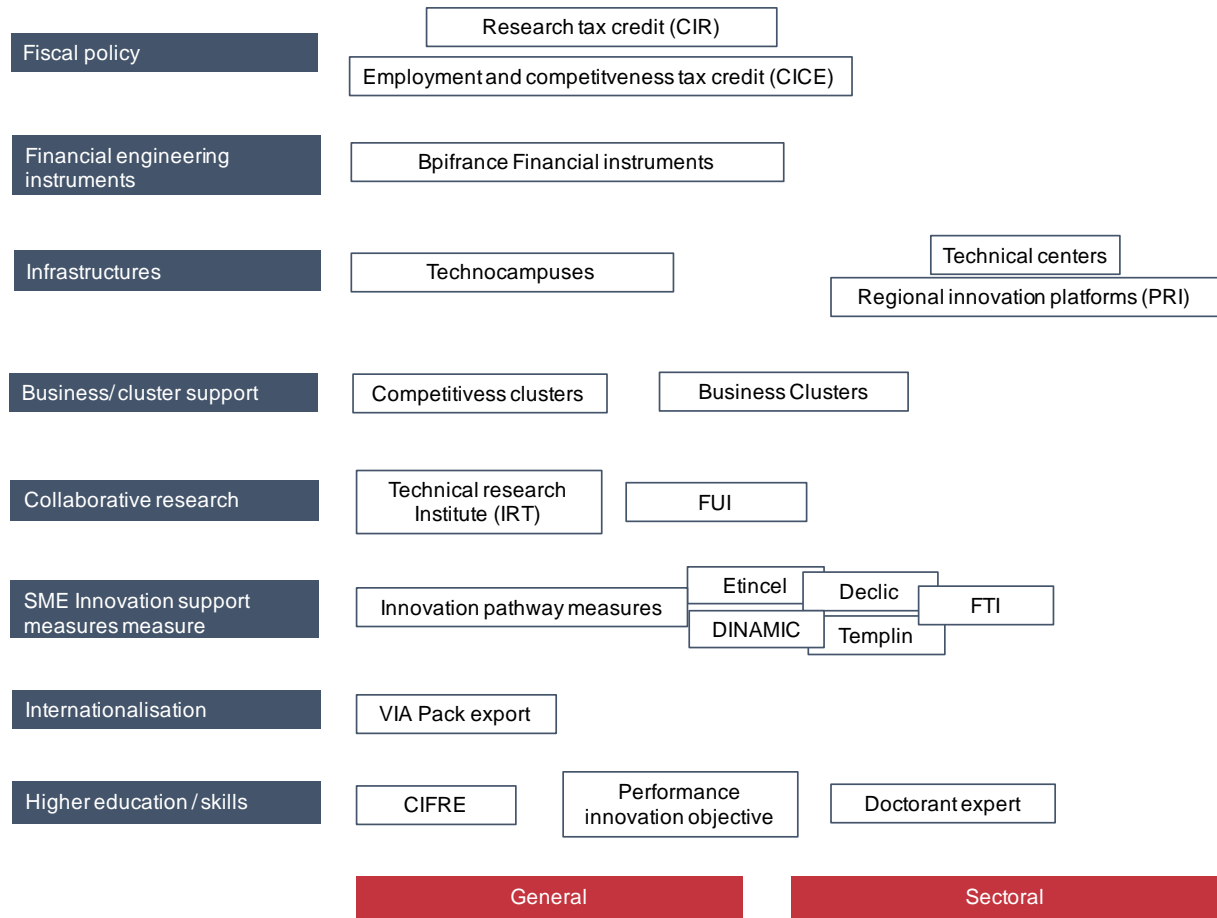 Research tax credit (CIR)
Fiscal policy
Employment and competitveness tax credit (CICE)
Financial engineering
instruments
Bpifrance Financial instruments
Infrastructures
Technocampuses
Technical centers
Regional innovation platforms (PRI)
Business/ cluster support
Competitivess clusters
Business Clusters
Collaborative research
Technical research
Institute (IRT)
FUI
SME Innovation support
measures measure
Innovation pathway measures
Etincel
Declic
FTI
DINAMIC
Templin
Internationalisation
VIA Pack export
Higher education / skills
CIFRE
Performance
innovation objective
Doctorant expert
General
Sectoral